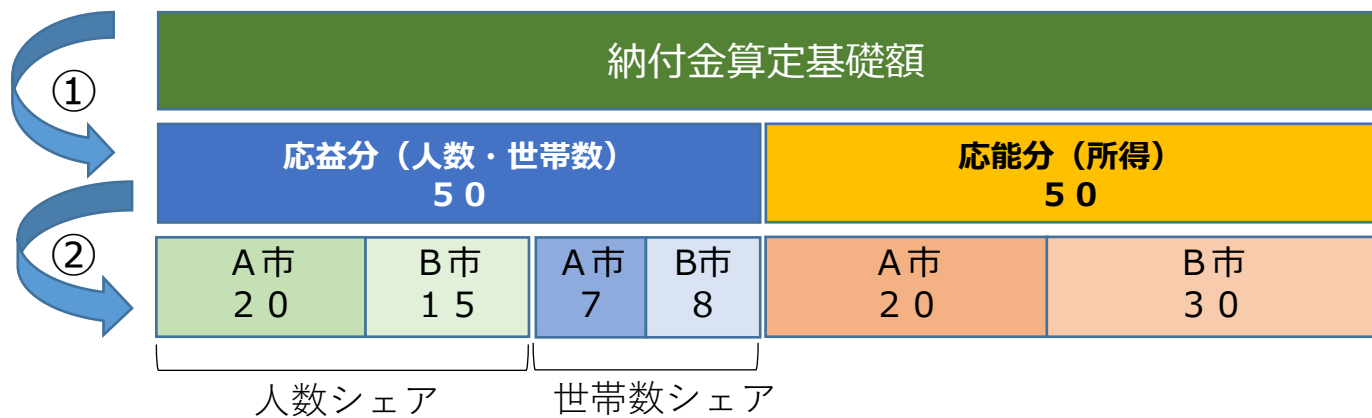 納付金算定基礎額
①
応益分（人数・世帯数）
５０
応能分（所得）
５０
②
Ａ市
２０
Ｂ市
１５
Ａ市
７
Ｂ市
８
Ａ市
２０
Ｂ市
３０
人数シェア
世帯数シェア